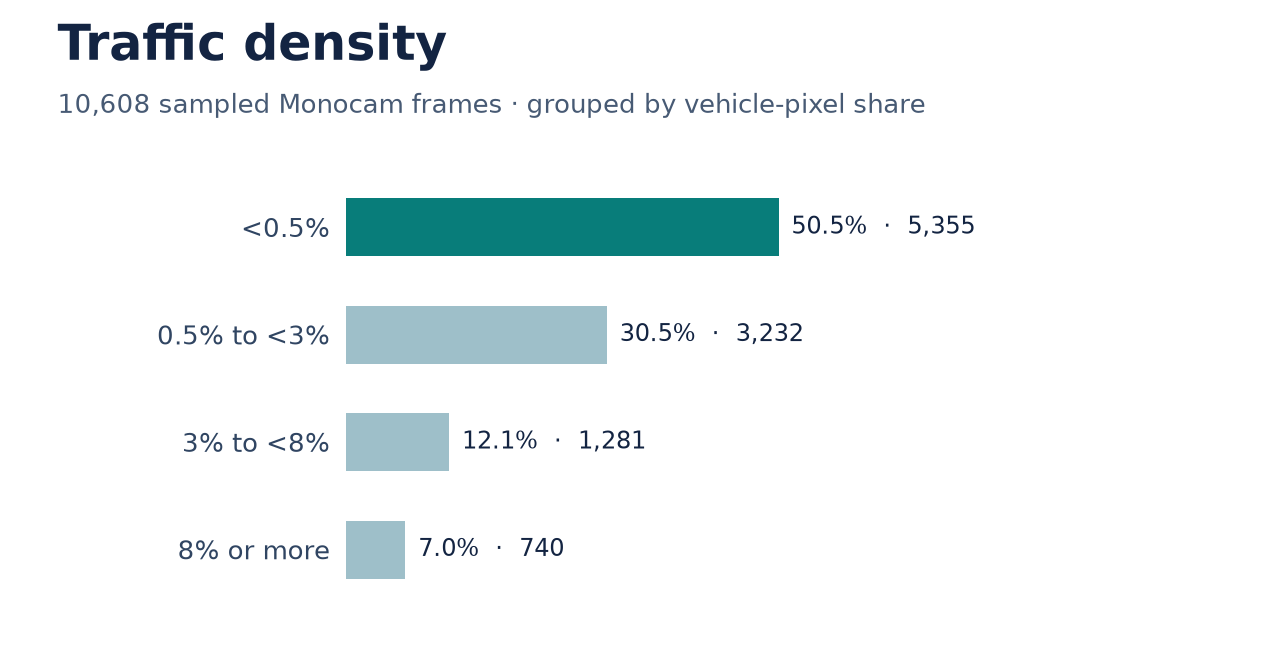 Traffic density
10,608 sampled Monocam frames · grouped by vehicle-pixel share
<0.5% 50.5% · 5,355
0.5% to <3% 30.5% · 3,232
3% to <8% 12.1% · 1,281
8% or more 7.0% · 740